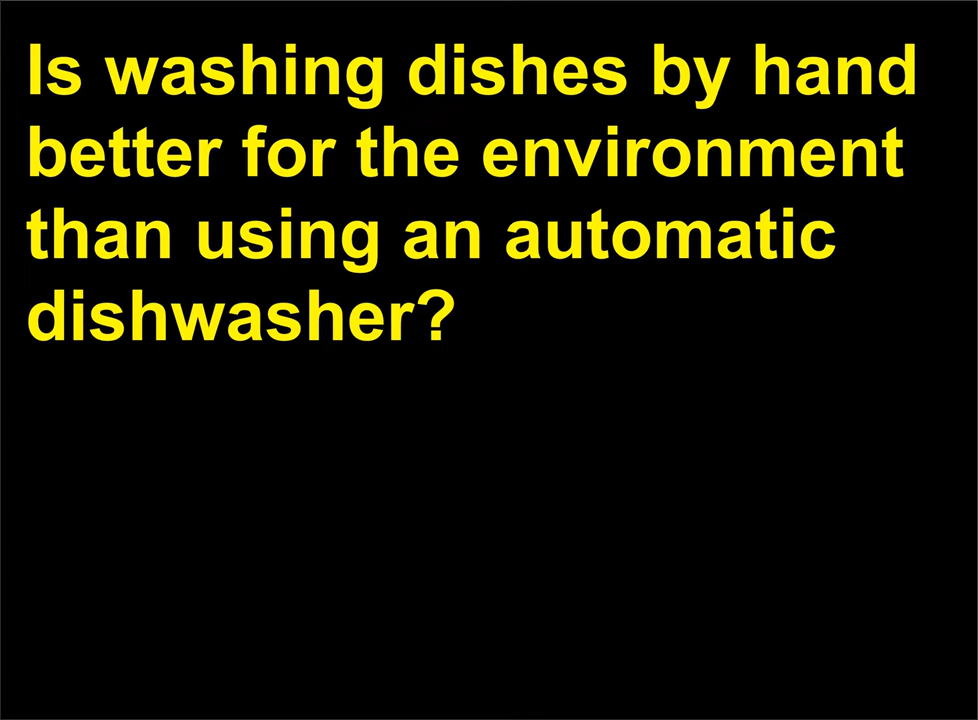 Is washing dishes by hand
better for the environment
than using an automatic
dishwasher?